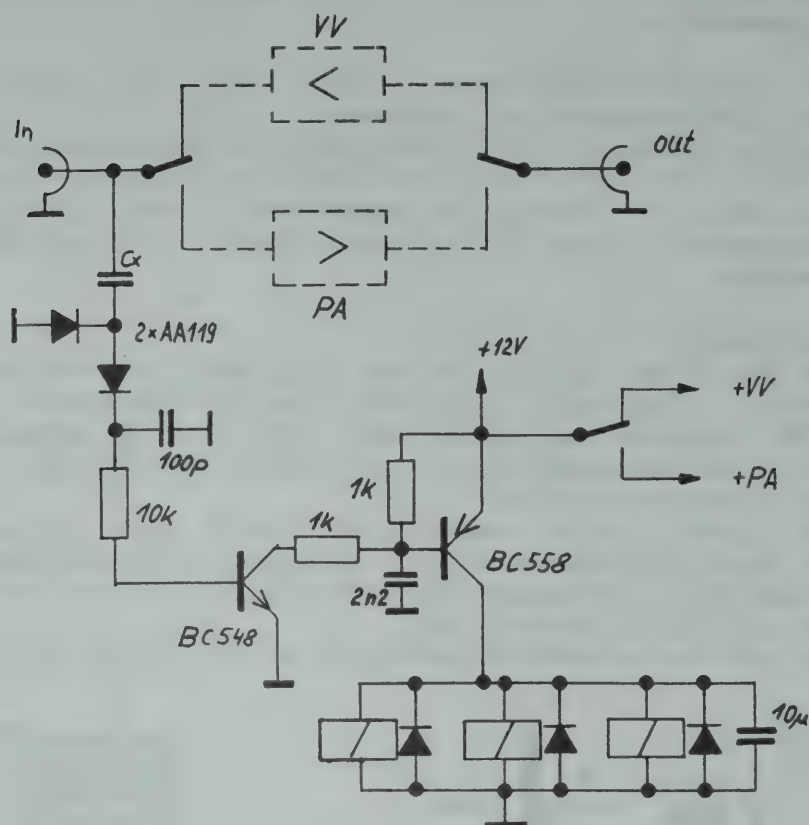 VV
In
out
Cx
PA
2×AA119
+12V
+VV
100p
1k
+PA
10k
1k
BC558
2n2
BC548
10µ